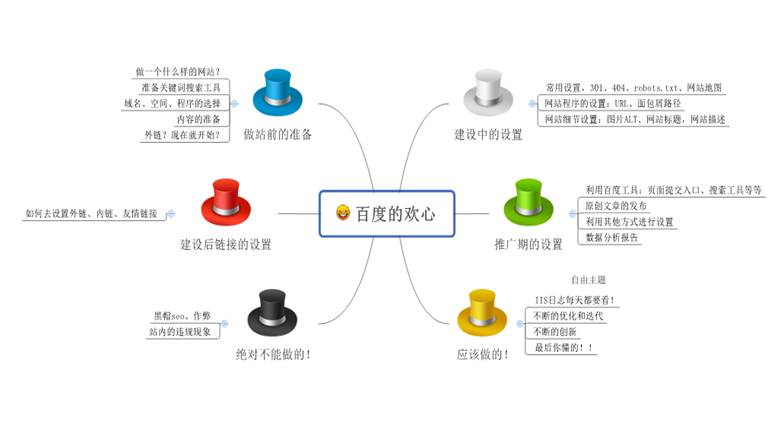 做一个什么样的网站？
准备关键词搜索工具
域名、空间、程序的选择
内容的准备
外链？现在就开始？
做站前的准备
常用设置，301、404、robots.txt、网站地图
网站程序的设置：URL、面包屑路径
网站细节设置：图片ALT、网站标题、网站描述
建设中的设置
如何去设置外链、内链、友情链接
建设后链接的设置
百度的欢心
利用百度工具：页面提交入口、搜索工具等等
原创文章的发布
利用其他方式进行设置
数据分析报告
推广期的设置
黑帽seo、作弊
站内的违规现象
绝对不能做的！
自由主题
IIS日志每天都要看！
不断的优化和迭代
不断的创新
最后你懂的！！
应该做的！